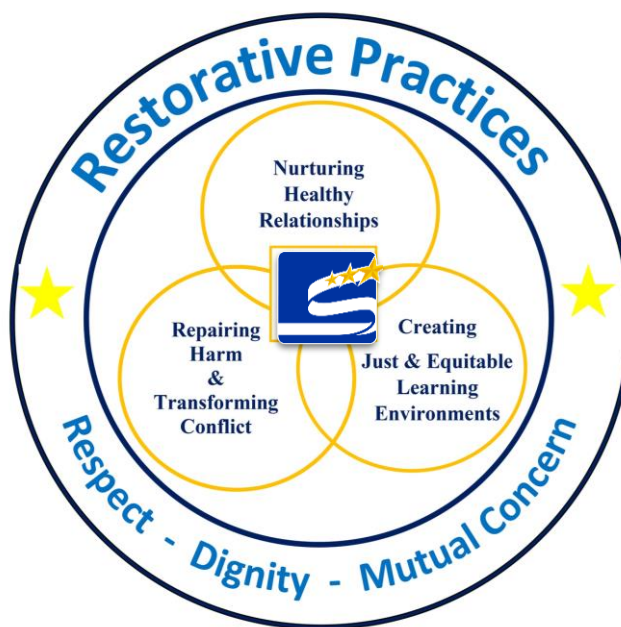 Restorative Practices
Nurturing
Healthy
Relationships
Repairing
Harm
&
Transforming
Conflict
Creating
Just & Equitable
Learning
Environments
Respect - Dignity - Mutual Concern